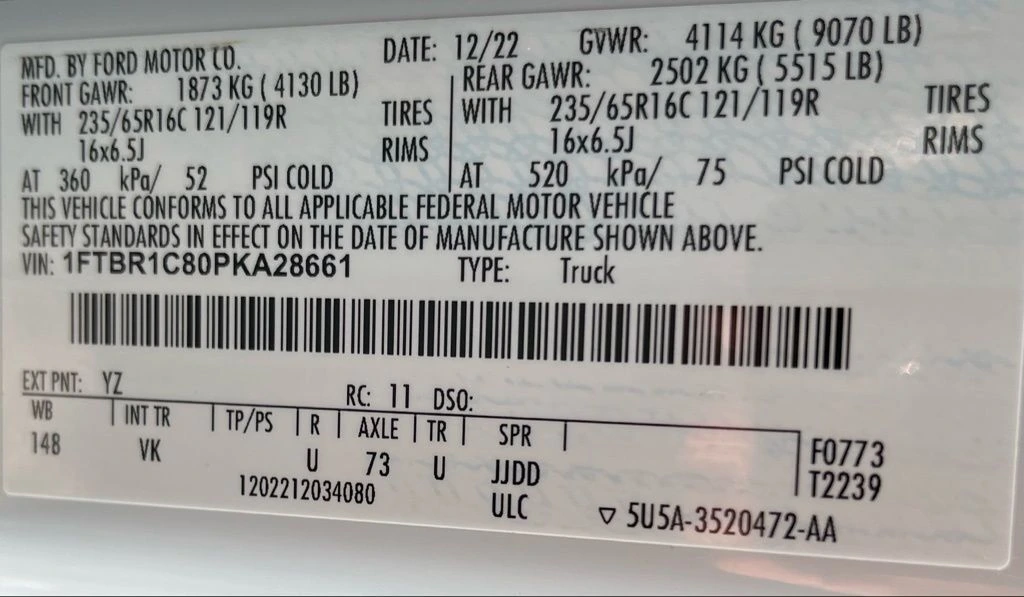 MFD. BY FORD MOTOR CO. DATE: 12/22 GVWR: 4114 KG ( 9070 LB)
FRONT GAWR: 1873 KG ( 4130 LB) REAR GAWR: 2502 KG ( 5515 LB)
WITH 235/65R16C 121/119R TIRES WITH 235/65R16C 121/119R TIRES
16x6.5J RIMS 16x6.5J RIMS
AT 360 kPa/ 52 PSI COLD AT 520 kPa/ 75 PSI COLD
THIS VEHICLE CONFORMS TO ALL APPLICABLE FEDERAL MOTOR VEHICLE
SAFETY STANDARDS IN EFFECT ON THE DATE OF MANUFACTURE SHOWN ABOVE.
VIN: 1FTBR1C80PKA28661 TYPE: Truck
EXT PNT: YZ RC: 11 DSO:
WB INT TR TP/PS R AXLE TR SPR
148 VK U 73 U JJDD F0773
1202212034080 ULC T2239
▽ 5U5A-3520472-AA